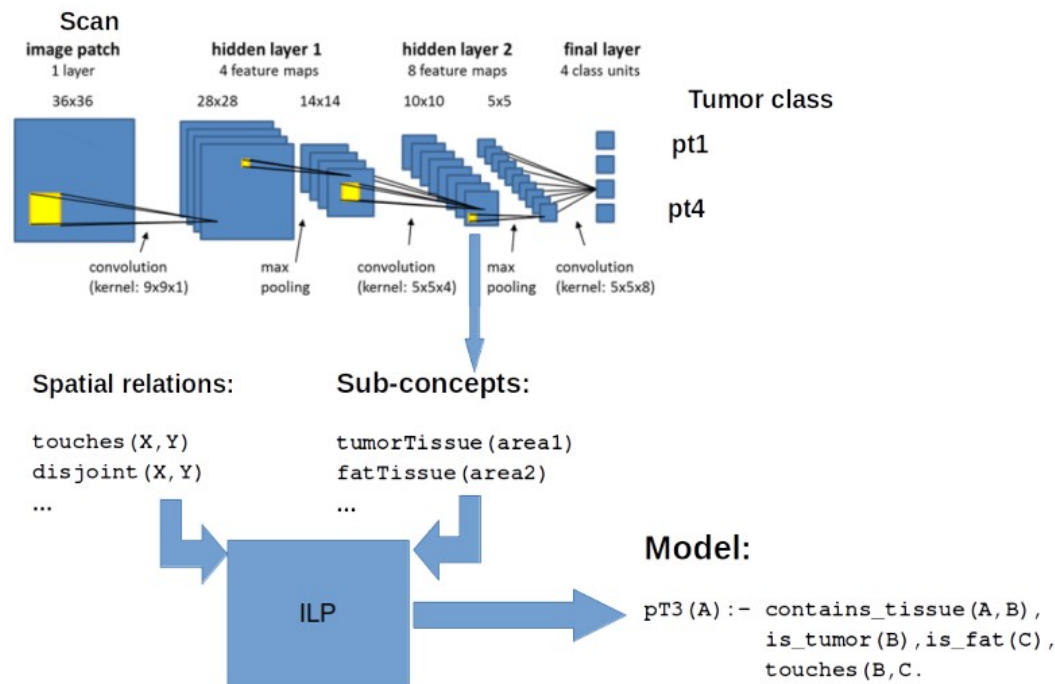 Scan
image patch
1 layer
36x36
hidden layer 1
4 feature maps
28x28 14x14
hidden layer 2
8 feature maps
10x10 5x5
final layer
4 class units
Tumor class
pt1
pt4
convolution
(kernel: 9x9x1)
max
pooling
convolution
(kernel: 5x5x4)
max
pooling
convolution
(kernel: 5x5x8)
Spatial relations:
touches(X,Y)
disjoint(X,Y)
...
Sub-concepts:
tumorTissue(area1)
fatTissue(area2)
...
ILP
Model:
pT3(A):- contains_tissue(A,B),
is_tumor(B),is_fat(C),
touches(B,C.